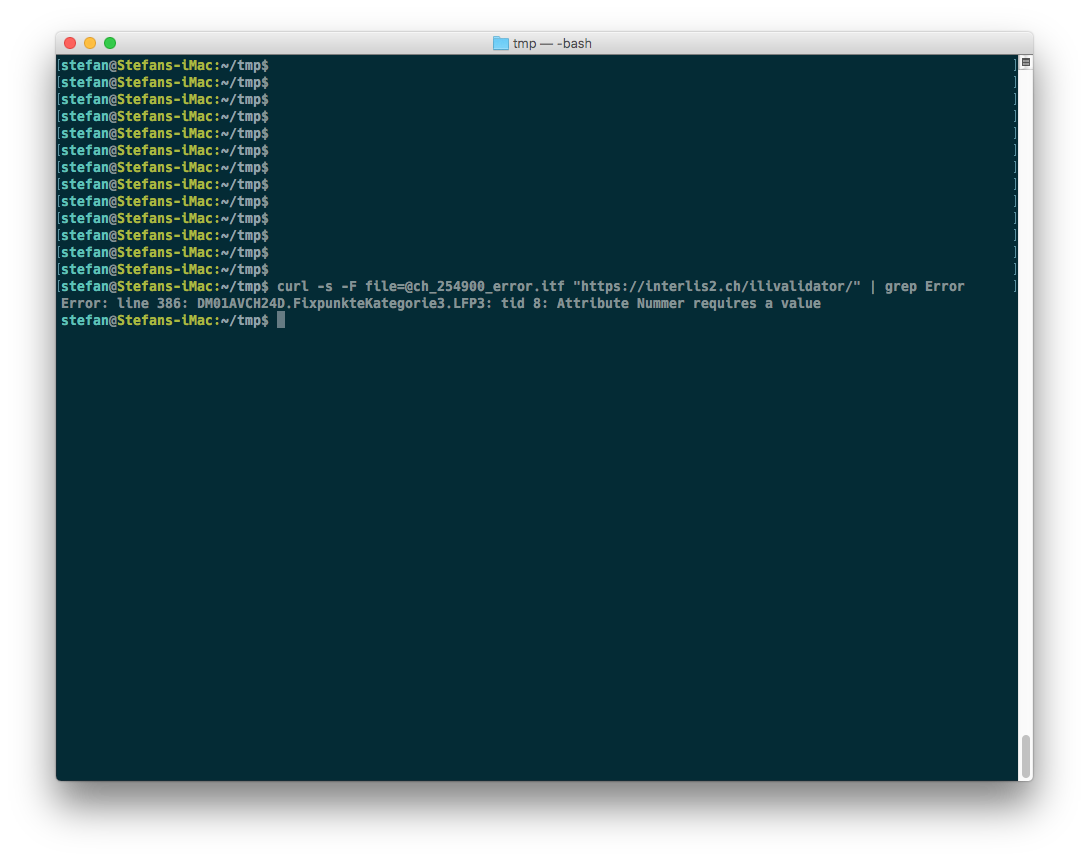 tmp — -bash
[stefan@Stefans-iMac:~/tmp$ ]
[stefan@Stefans-iMac:~/tmp$ ]
[stefan@Stefans-iMac:~/tmp$ ]
[stefan@Stefans-iMac:~/tmp$ ]
[stefan@Stefans-iMac:~/tmp$ ]
[stefan@Stefans-iMac:~/tmp$ ]
[stefan@Stefans-iMac:~/tmp$ ]
[stefan@Stefans-iMac:~/tmp$ ]
[stefan@Stefans-iMac:~/tmp$ ]
[stefan@Stefans-iMac:~/tmp$ ]
[stefan@Stefans-iMac:~/tmp$ ]
[stefan@Stefans-iMac:~/tmp$ ]
[stefan@Stefans-iMac:~/tmp$ ]
[stefan@Stefans-iMac:~/tmp$ curl -s -F file=@ch_254900_error.itf "https://interlis2.ch/ilivalidator/" | grep Error ]
Error: line 386: DM01AVCH24D.FixpunkteKategorie3.LFP3: tid 8: Attribute Nummer requires a value
stefan@Stefans-iMac:~/tmp$